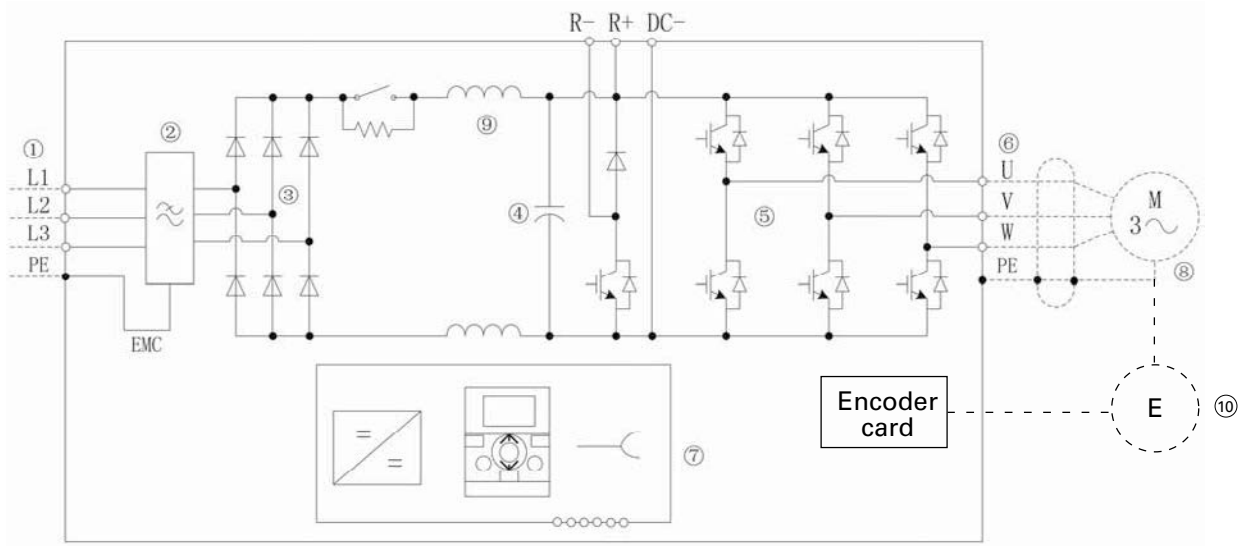 R− R+ DC−
①
②
③
④
⑤
⑥
⑦
⑧
⑨
⑩
L1
L2
L3
PE
EMC
U
V
W
PE
M
3
Encoder
card
E